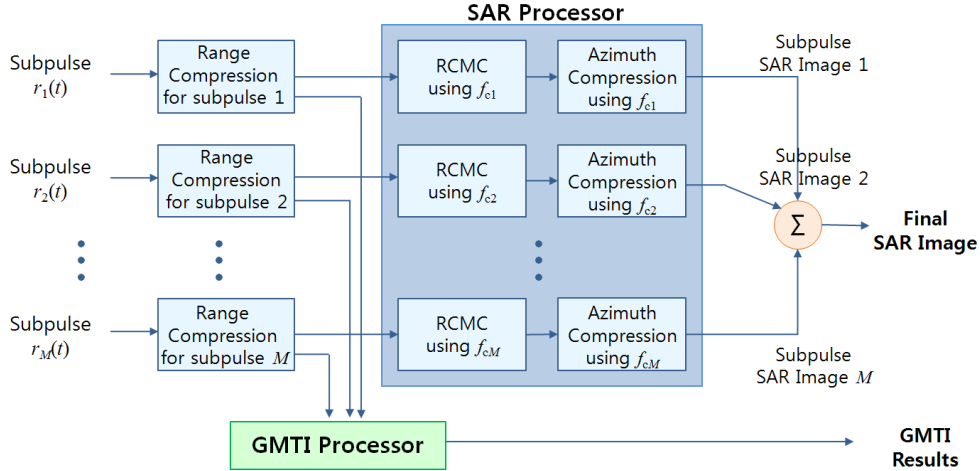 SAR Processor
Subpulse
r1(t)
Range
Compression
for subpulse 1
RCMC
using fc1
Azimuth
Compression
using fc1
Subpulse
SAR Image 1
Subpulse
r2(t)
Range
Compression
for subpulse 2
RCMC
using fc2
Azimuth
Compression
using fc2
Subpulse
SAR Image 2
Σ
Final
SAR Image
Subpulse
rM(t)
Range
Compression
for subpulse M
RCMC
using fcM
Azimuth
Compression
using fcM
Subpulse
SAR Image M
GMTI Processor
GMTI
Results